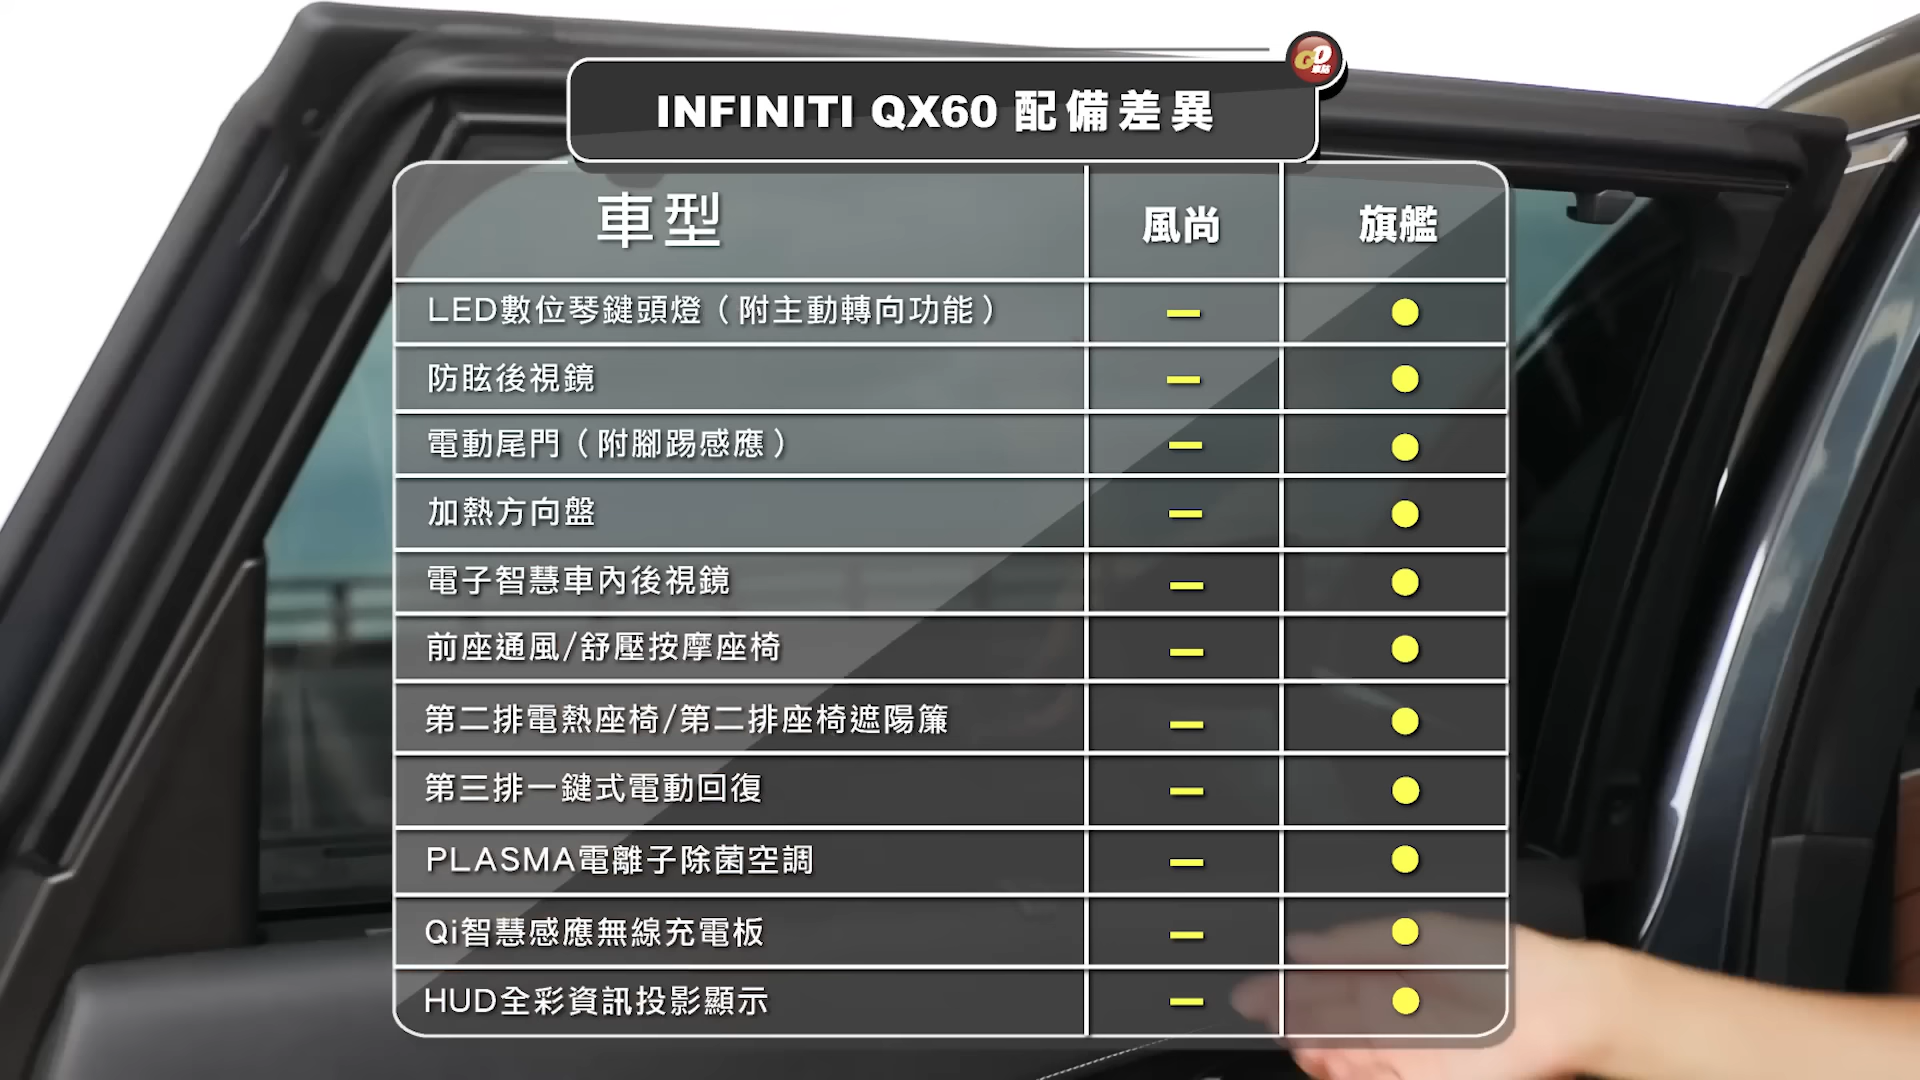 GO車站
INFINITI QX60 配備差異
車型 風尚 旗艦
LED數位琴鍵頭燈（附主動轉向功能） — ●
防眩後視鏡 — ●
電動尾門（附腳踢感應） — ●
加熱方向盤 — ●
電子智慧車內後視鏡 — ●
前座通風/舒壓按摩座椅 — ●
第二排電熱座椅/第二排座椅遮陽簾 — ●
第三排一鍵式電動回復 — ●
PLASMA電離子除菌空調 — ●
Qi智慧感應無線充電板 — ●
HUD全彩資訊投影顯示 — ●